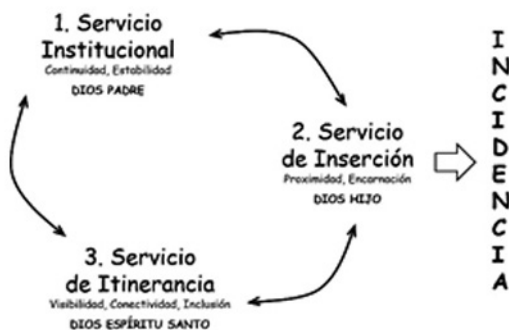 1. Servicio
Institucional
Continuidad, Estabilidad
DIOS PADRE
2. Servicio
de Inserción
Proximidad, Encarnación
DIOS HIJO
3. Servicio
de Itinerancia
Visibilidad, Conectividad, Inclusión
DIOS ESPÍRITU SANTO
INCIDENCIA